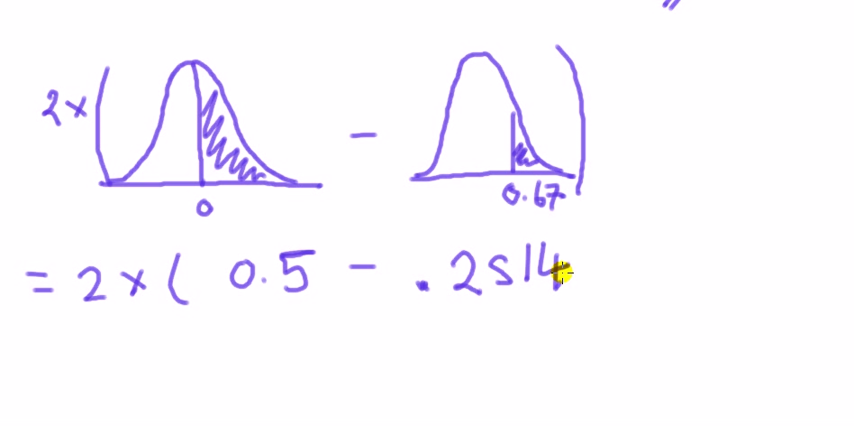 2 × ( −
0 0.67 )
= 2 × ( 0.5 − .2514